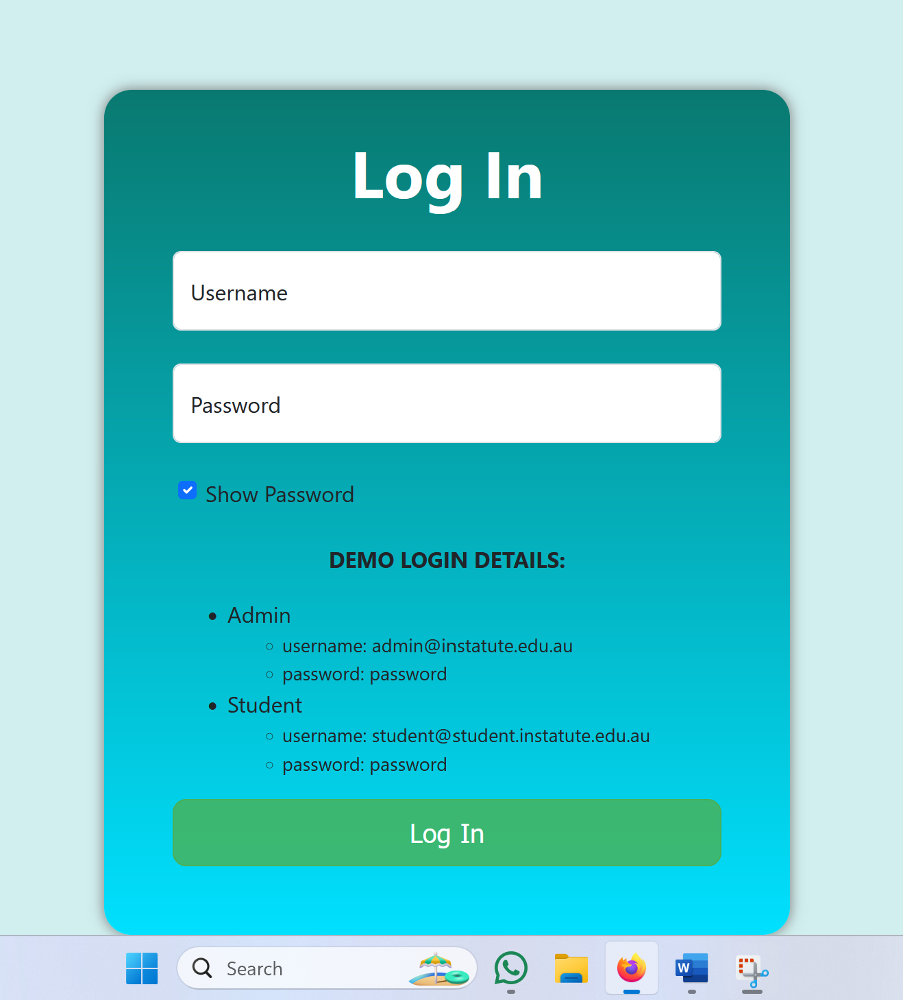 Log In
Username
Password
Show Password
DEMO LOGIN DETAILS:
Admin
username: admin@instatute.edu.au
password: password
Student
username: student@student.instatute.edu.au
password: password
Log In
Search
W